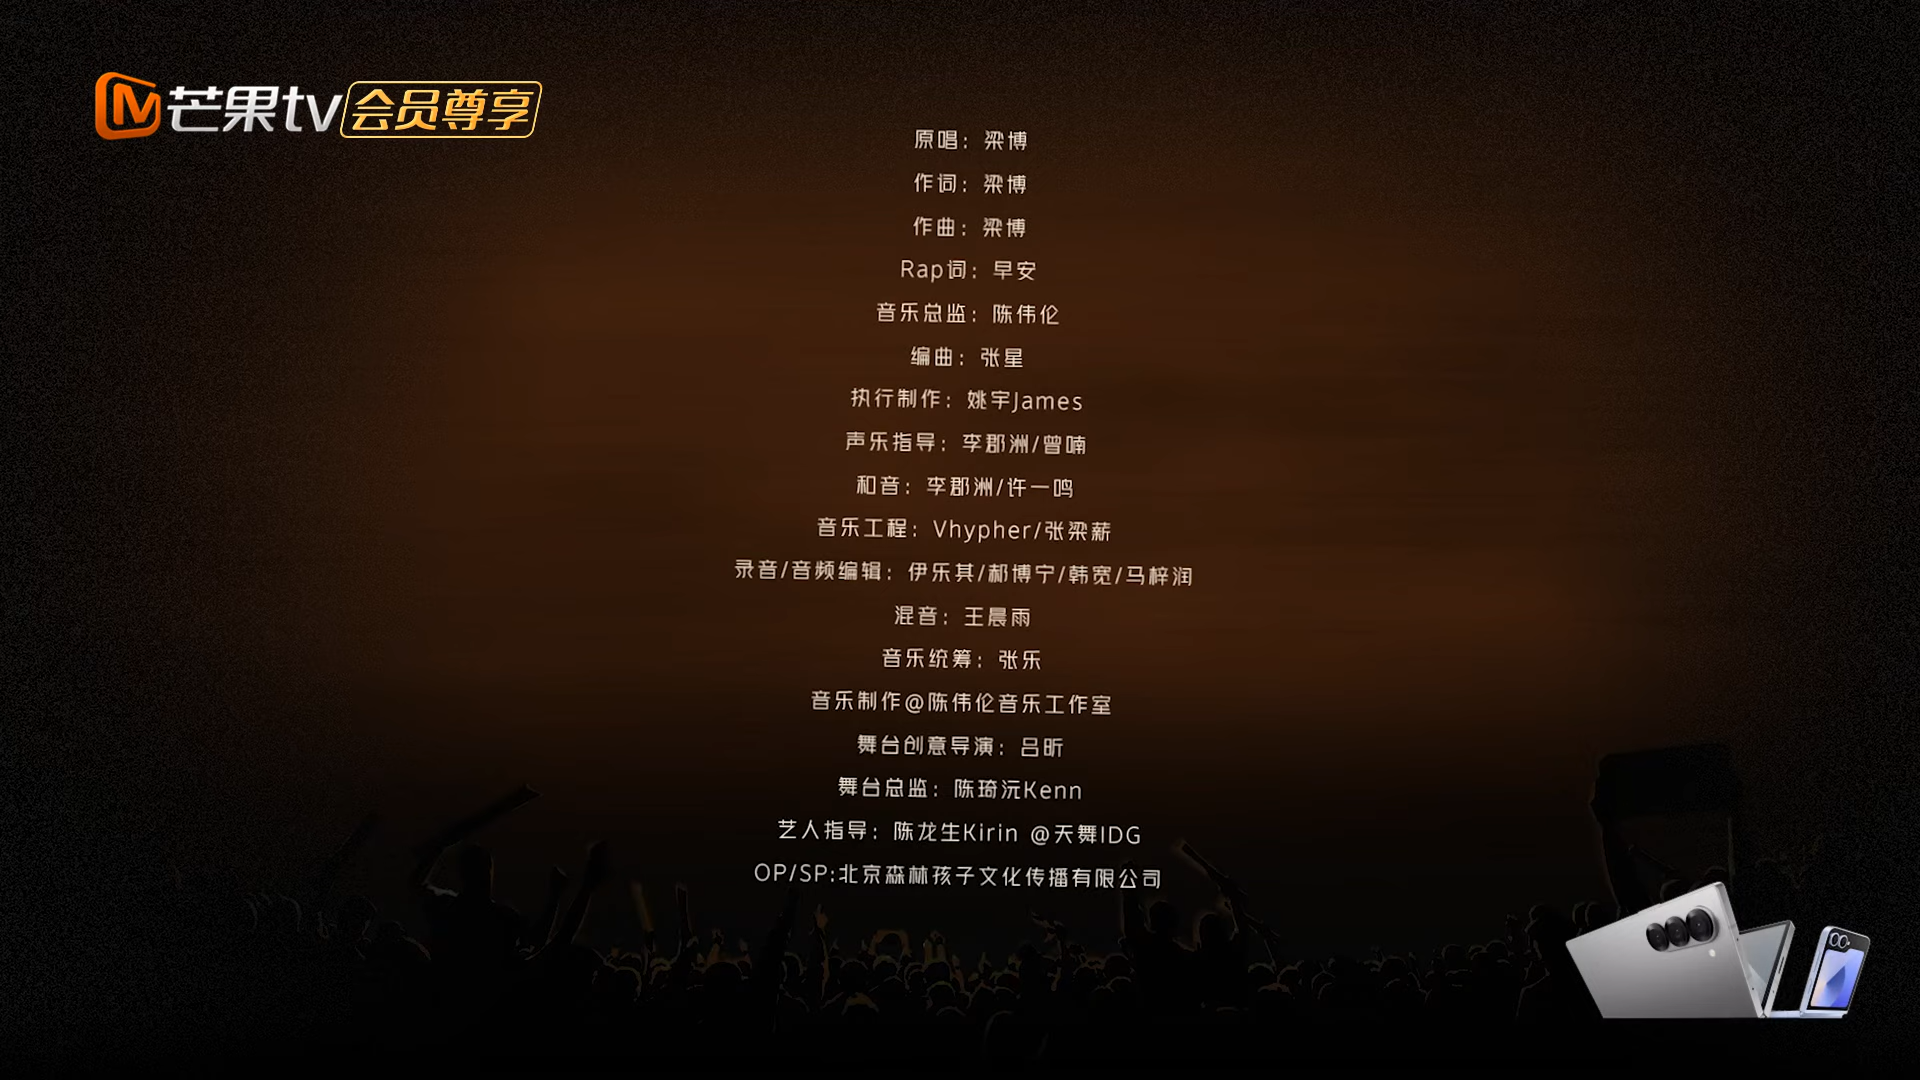 芒果tv会员尊享
原唱：梁博
作词：梁博
作曲：梁博
Rap词：早安
音乐总监：陈伟伦
编曲：张星
执行制作：姚宇James
声乐指导：李郡洲/曾喃
和音：李郡洲/许一鸣
音乐工程：Vhypher/张梁薪
录音/音频编辑：伊乐其/郝博宁/韩宽/马梓润
混音：王晨雨
音乐统筹：张乐
音乐制作@陈伟伦音乐工作室
舞台创意导演：吕昕
舞台总监：陈琦沅Kenn
艺人指导：陈龙生Kirin @天舞IDG
OP/SP:北京森林孩子文化传播有限公司